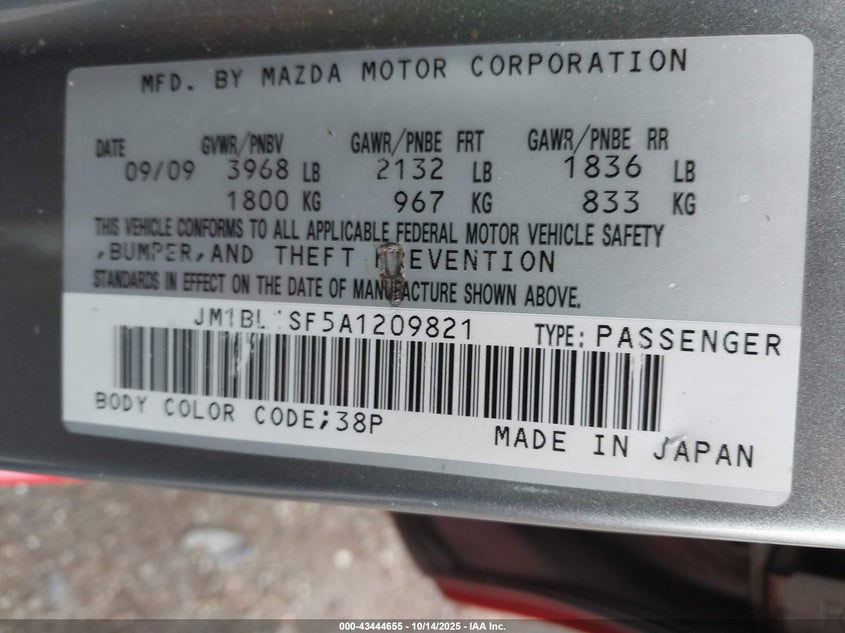 MFD. BY MAZDA MOTOR CORPORATION
DATE GVWR/PNBV GAWR/PNBE FRT GAWR/PNBE RR
09/09 3968 LB 2132 LB 1836 LB
1800 KG 967 KG 833 KG
THIS VEHICLE CONFORMS TO ALL APPLICABLE FEDERAL MOTOR VEHICLE SAFETY
,BUMPER,AND THEFT PREVENTION
STANDARDS IN EFFECT ON THE DATE OF MANUFACTURE SHOWN ABOVE.
JM1BL1SF5A1209821 TYPE: PASSENGER
BODY COLOR CODE;38P
MADE IN JAPAN
000-43444655 - 10/14/2025 - IAA Inc.